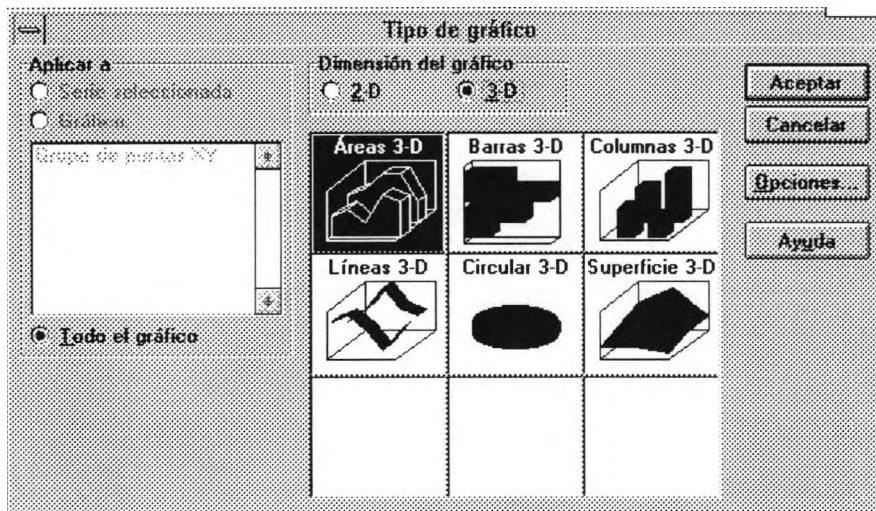 Tipo de gráfico
Aplicar a
Serie seleccionada
Gráfico
Grupo de puntos XY
Todo el gráfico
Dimensión del gráfico
2-D
3-D
Áreas 3-D
Barras 3-D
Columnas 3-D
Líneas 3-D
Circular 3-D
Superficie 3-D
Aceptar
Cancelar
Opciones...
Ayuda